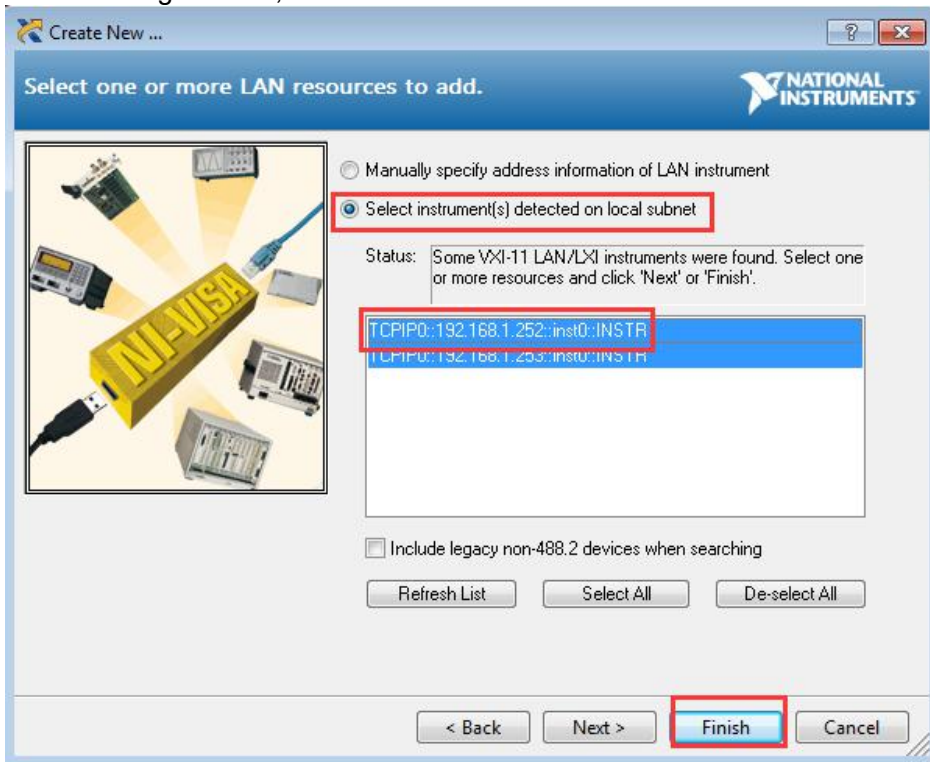 Create New ...
Select one or more LAN resources to add.
NATIONAL
INSTRUMENTS
Manually specify address information of LAN instrument
Select instrument(s) detected on local subnet
Status: Some VXI-11 LAN/LXI instruments were found. Select one
or more resources and click 'Next' or 'Finish'.
NI-VISA
TCPIP0::192.168.1.252::inst0::INSTR
TCPIP0::192.168.1.253::inst0::INSTR
Include legacy non-488.2 devices when searching
Refresh List Select All De-select All
< Back Next > Finish Cancel